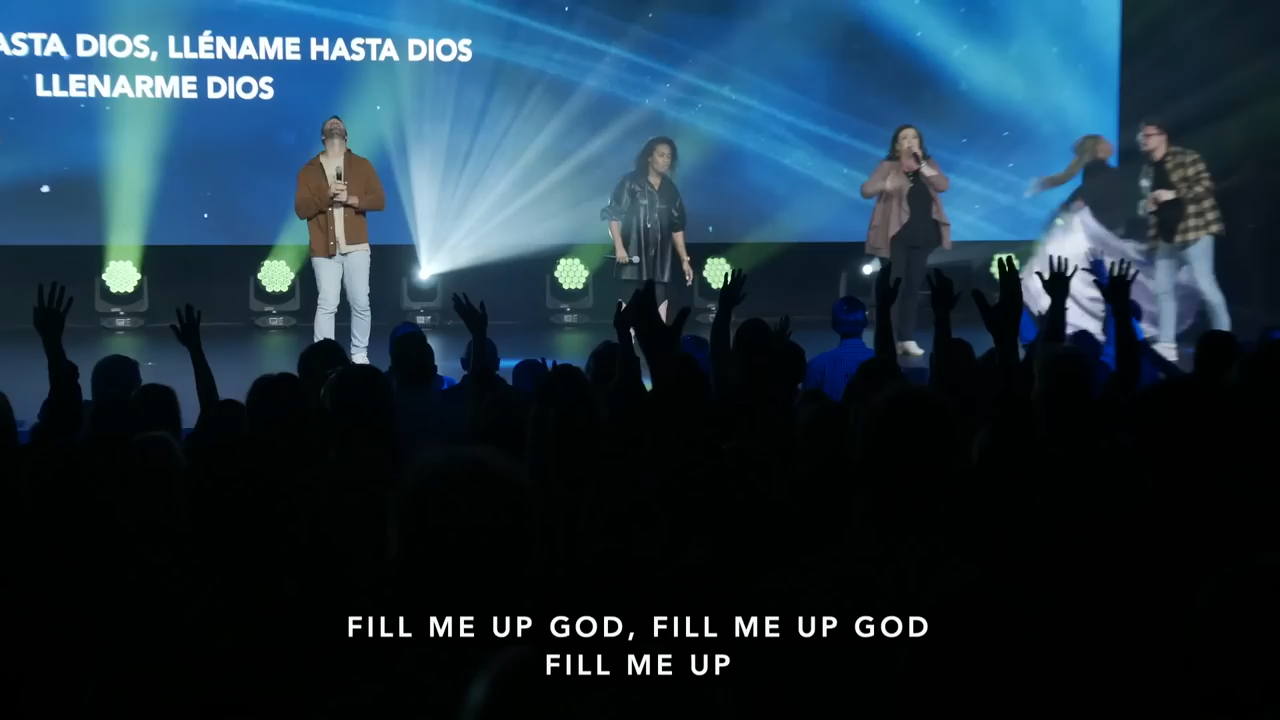 ASTA DIOS, LLÉNAME HASTA DIOS
LLENARME DIOS
FILL ME UP GOD, FILL ME UP GOD
FILL ME UP